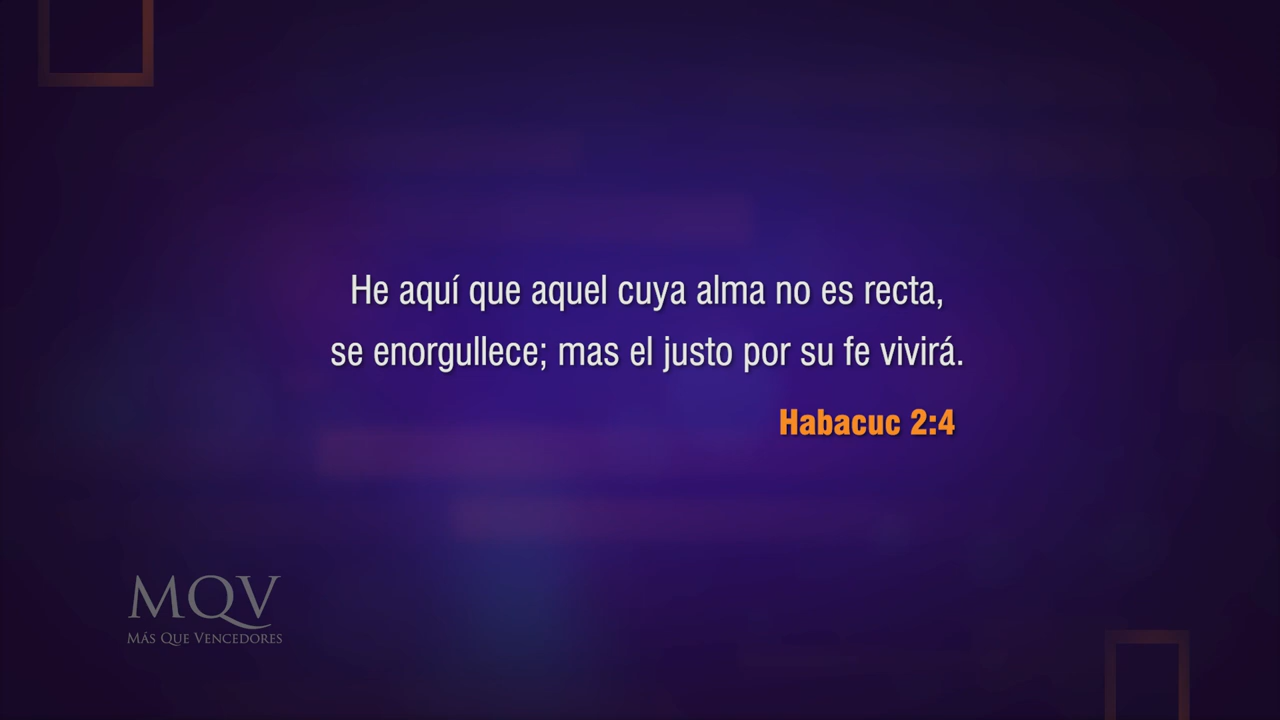 He aquí que aquel cuya alma no es recta,
se enorgullece; mas el justo por su fe vivirá.
Habacuc 2:4
MQV
MÁS QUE VENCEDORES